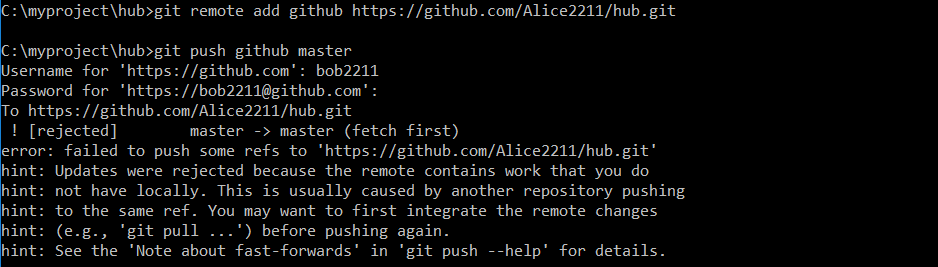 C:\myproject\hub>git remote add github https://github.com/Alice2211/hub.git
C:\myproject\hub>git push github master
Username for 'https://github.com': bob2211
Password for 'https://bob2211@github.com':
To https://github.com/Alice2211/hub.git
 ! [rejected]        master -> master (fetch first)
error: failed to push some refs to 'https://github.com/Alice2211/hub.git'
hint: Updates were rejected because the remote contains work that you do
hint: not have locally. This is usually caused by another repository pushing
hint: to the same ref. You may want to first integrate the remote changes
hint: (e.g., 'git pull ...') before pushing again.
hint: See the 'Note about fast-forwards' in 'git push --help' for details.